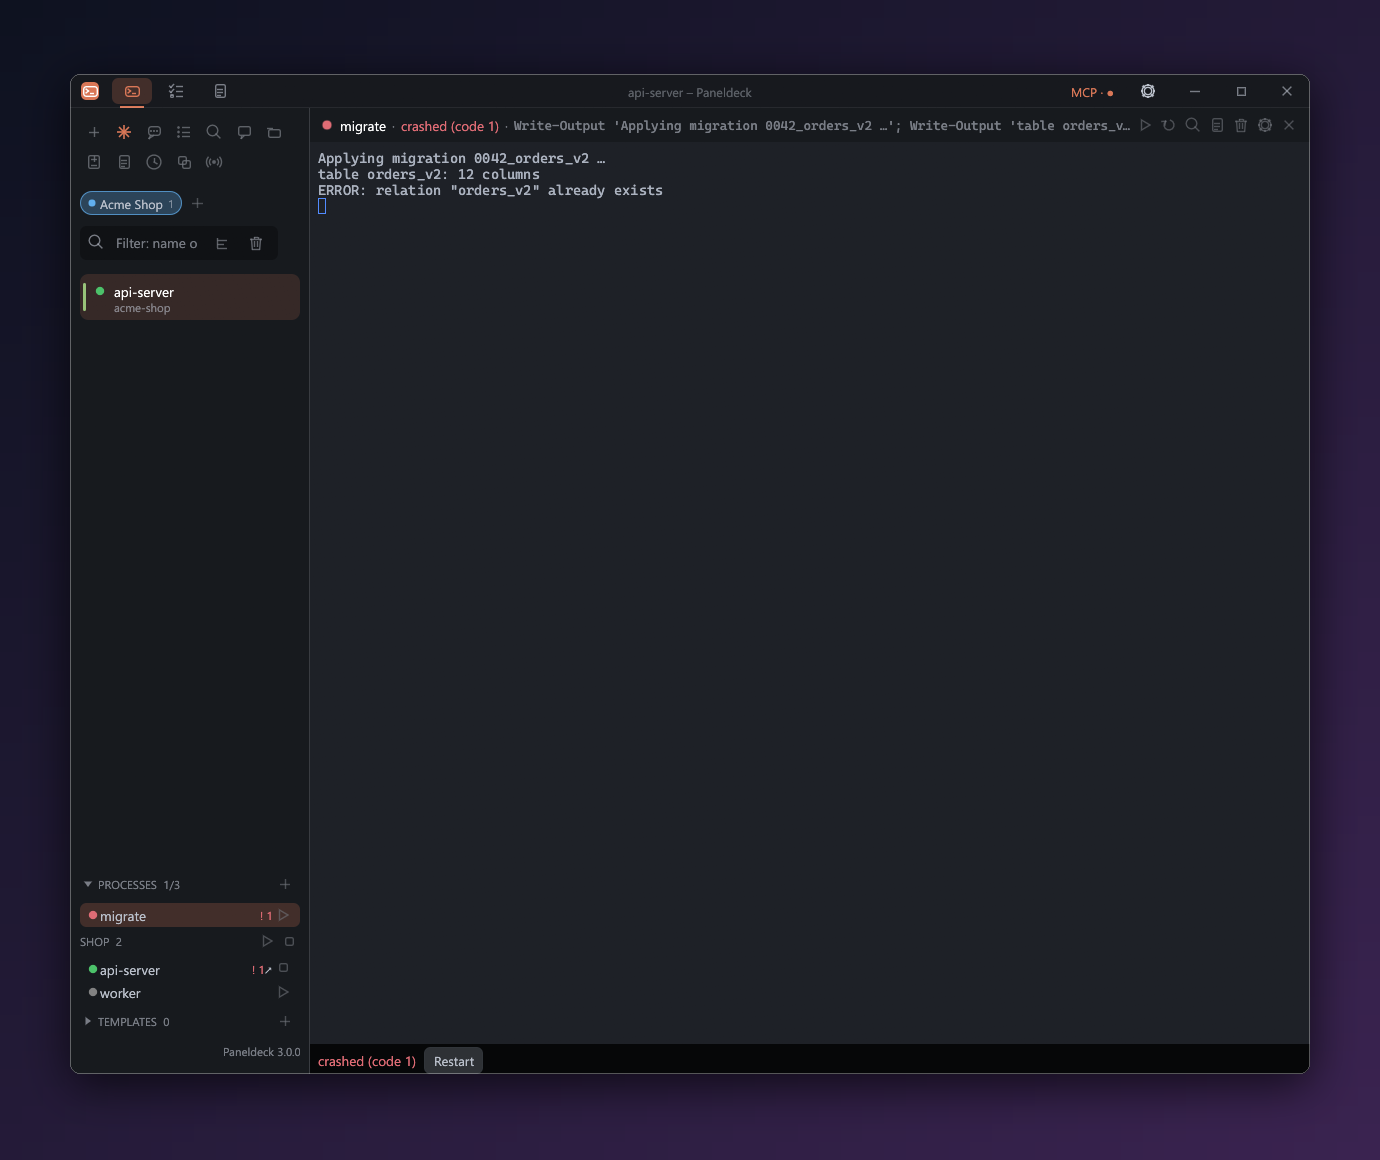 api-server – Paneldeck
MCP · ●
migrate · crashed (code 1) · Write-Output 'Applying migration 0042_orders_v2 …'; Write-Output 'table orders_v…
Applying migration 0042_orders_v2 …
table orders_v2: 12 columns
ERROR: relation "orders_v2" already exists
Acme Shop 1
Filter: name o
api-server
acme-shop
PROCESSES 1/3
migrate ! 1
SHOP 2
api-server ! 1↗
worker
TEMPLATES 0
Paneldeck 3.0.0
crashed (code 1) Restart